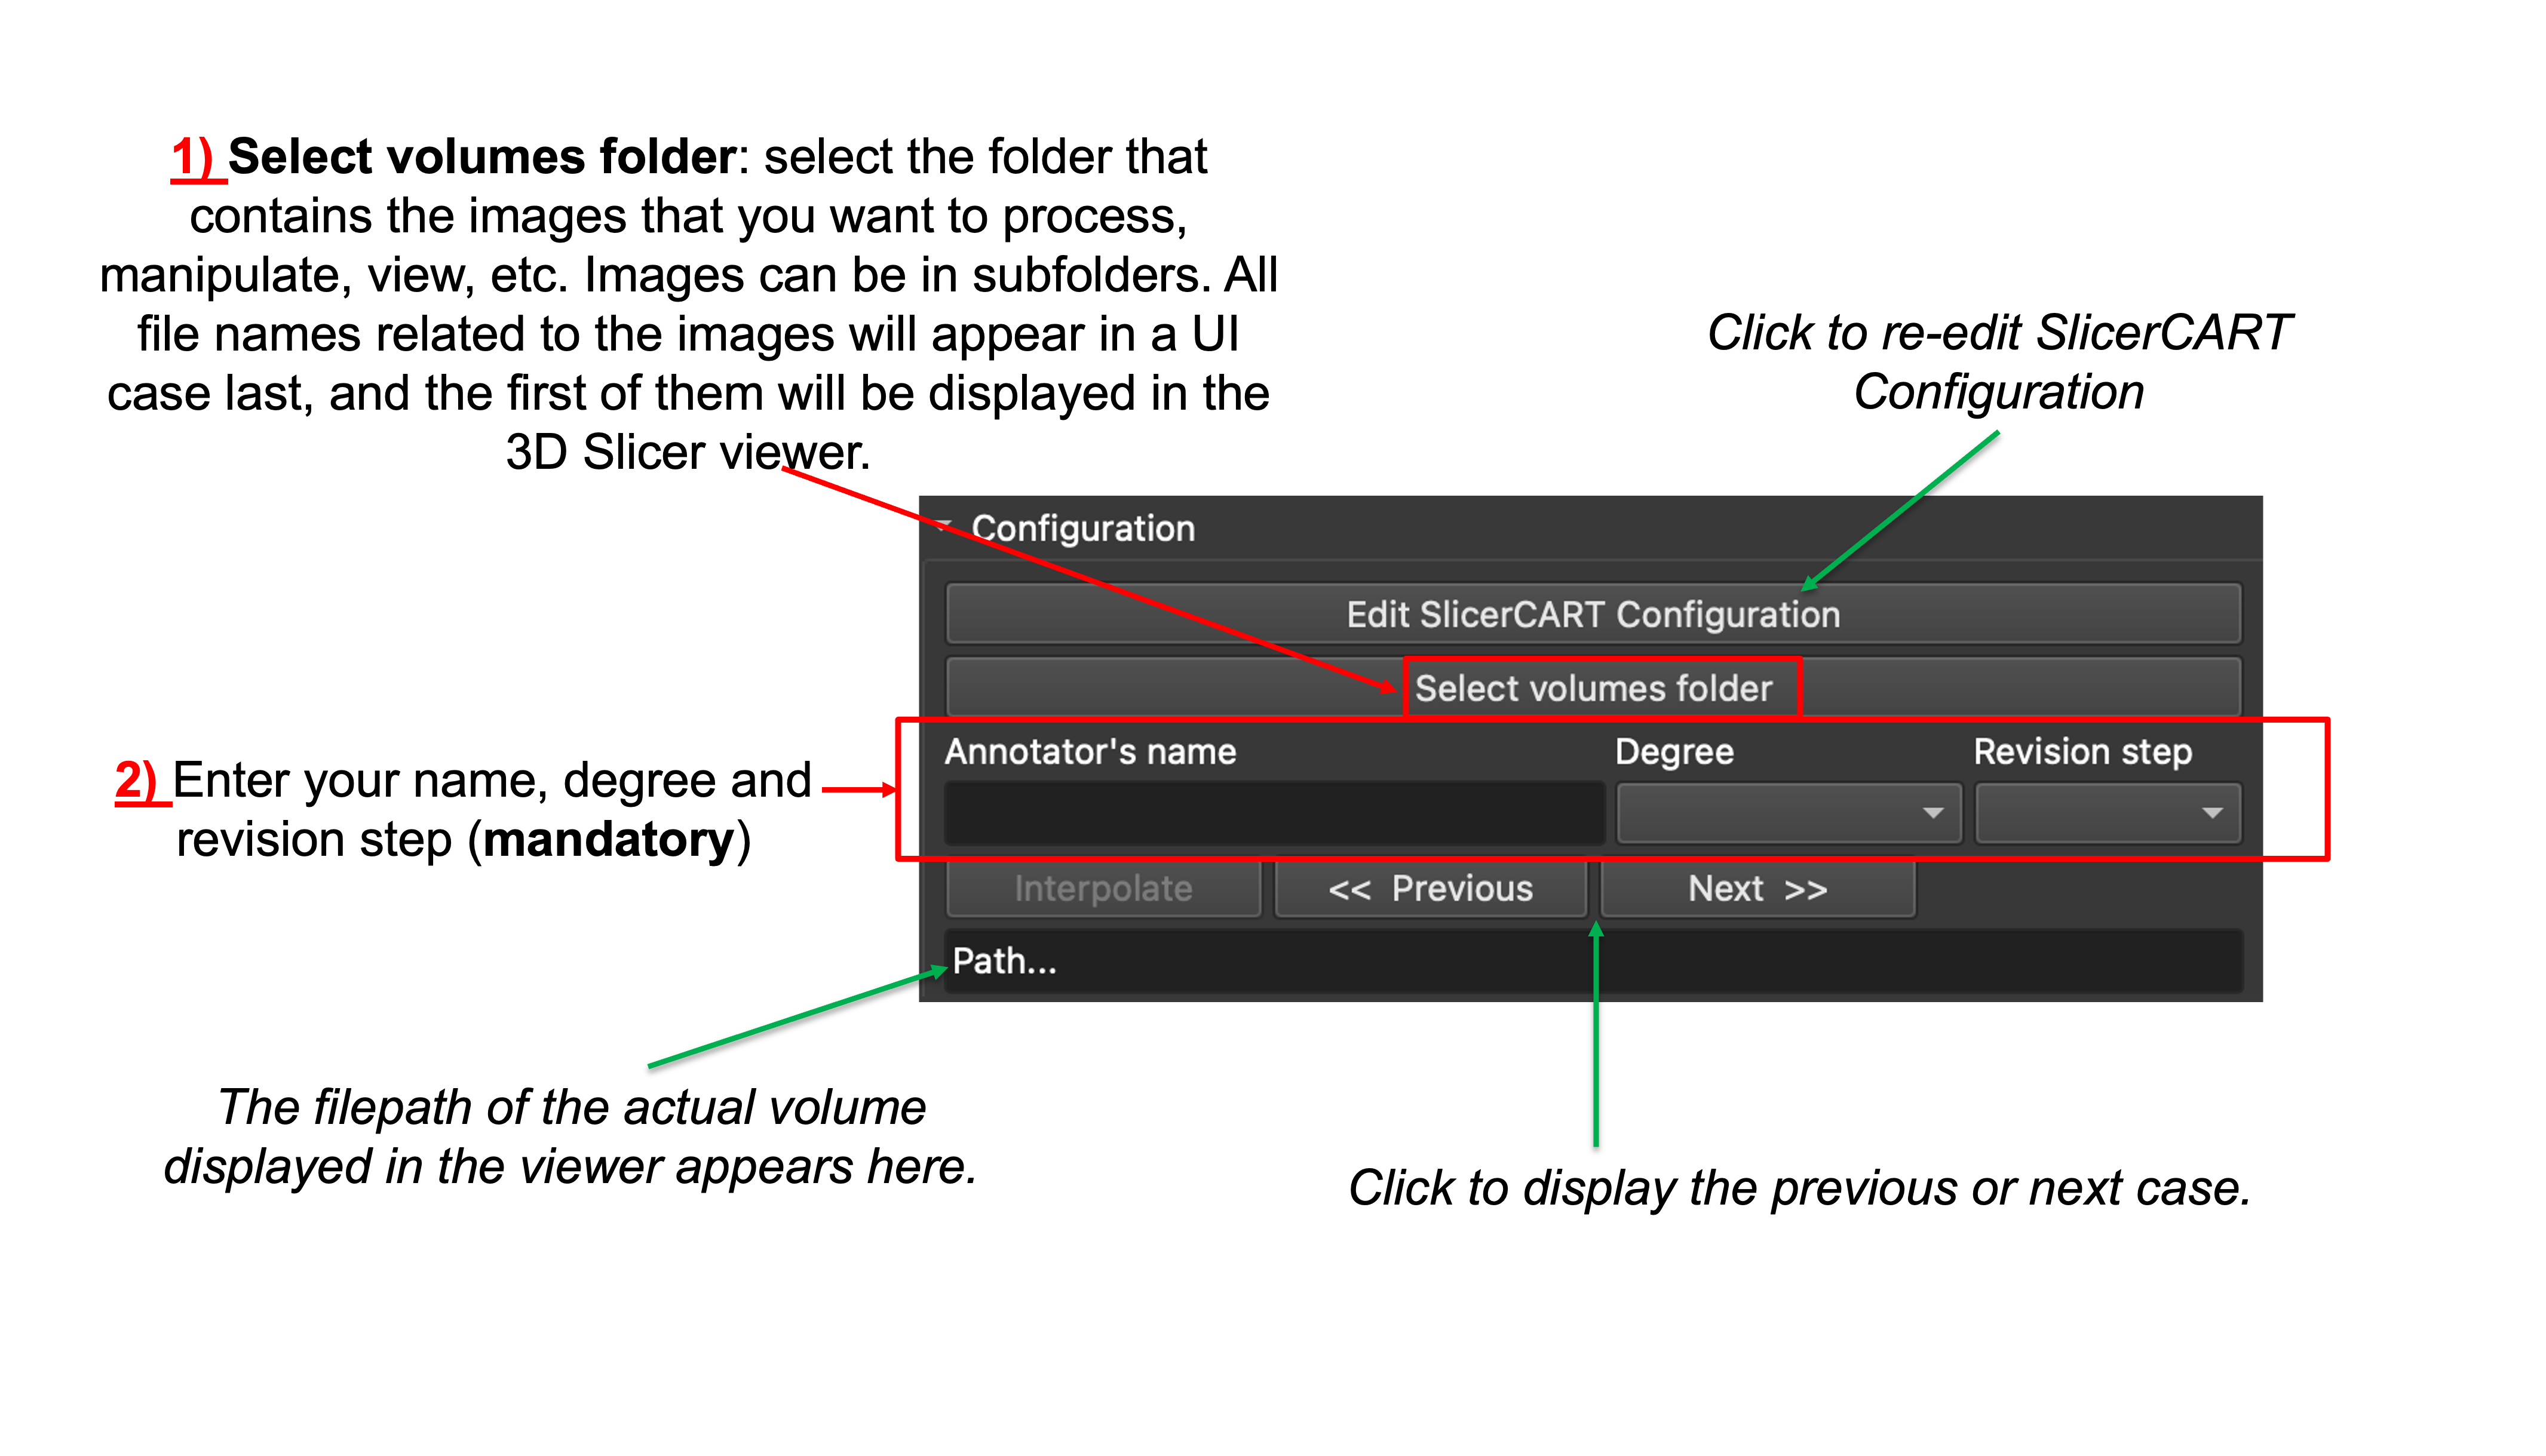 1) Select volumes folder: select the folder that
contains the images that you want to process,
manipulate, view, etc. Images can be in subfolders. All
file names related to the images will appear in a UI
case last, and the first of them will be displayed in the
3D Slicer viewer.
Click to re-edit SlicerCART
Configuration
Configuration
Edit SlicerCART Configuration
Select volumes folder
2) Enter your name, degree and
revision step (mandatory)
Annotator's name Degree Revision step
Interpolate << Previous Next >>
Path...
The filepath of the actual volume
displayed in the viewer appears here.
Click to display the previous or next case.